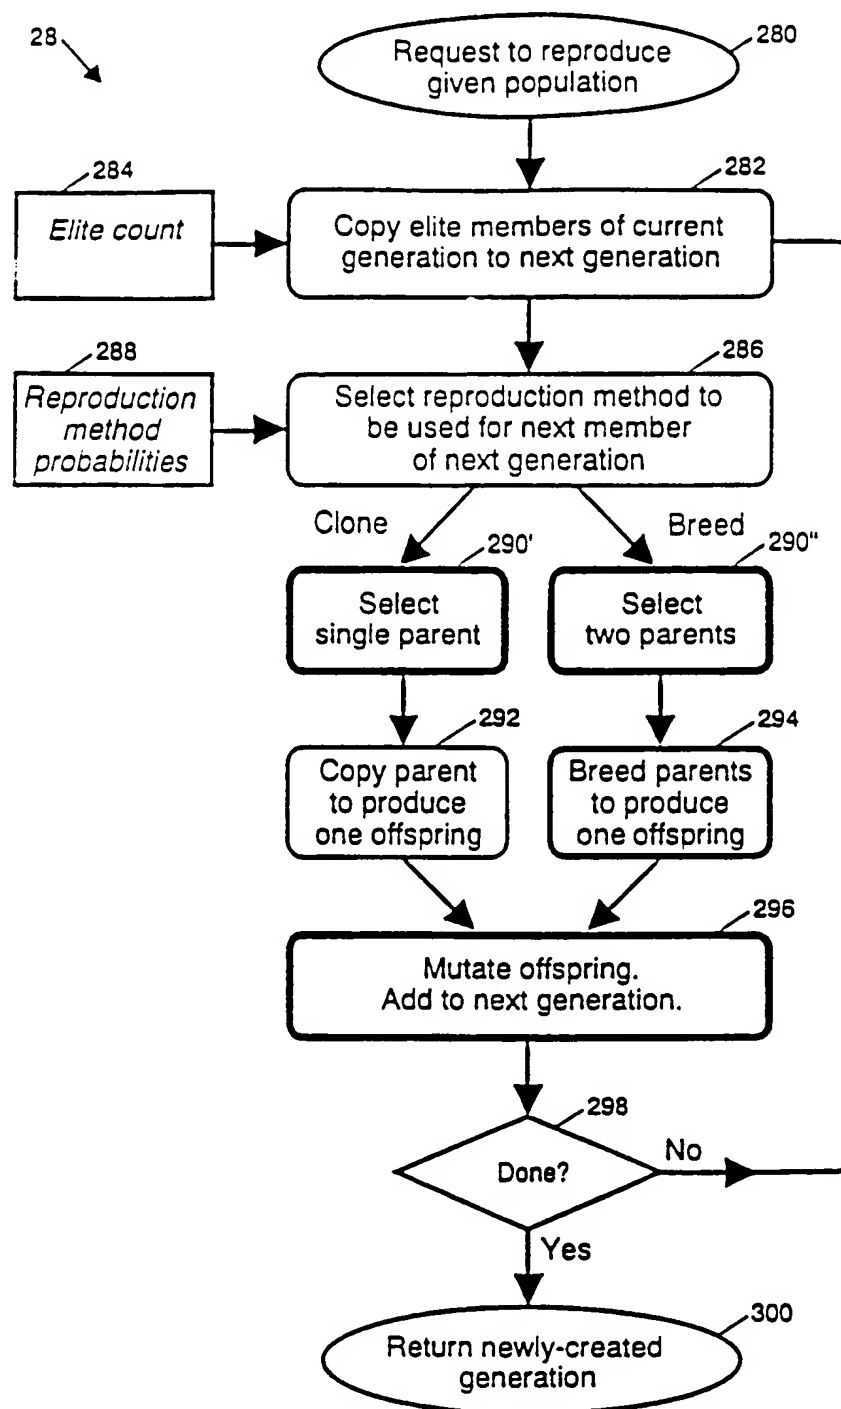 28
280
Request to reproduce
given population
284
Elite count
282
Copy elite members of current
generation to next generation
288
Reproduction
method
probabilities
286
Select reproduction method to
be used for next member
of next generation
Clone
Breed
290'
Select
single parent
290"
Select
two parents
292
Copy parent
to produce
one offspring
294
Breed parents
to produce
one offspring
296
Mutate offspring.
Add to next generation.
298
Done?
No
Yes
300
Return newly-created
generation